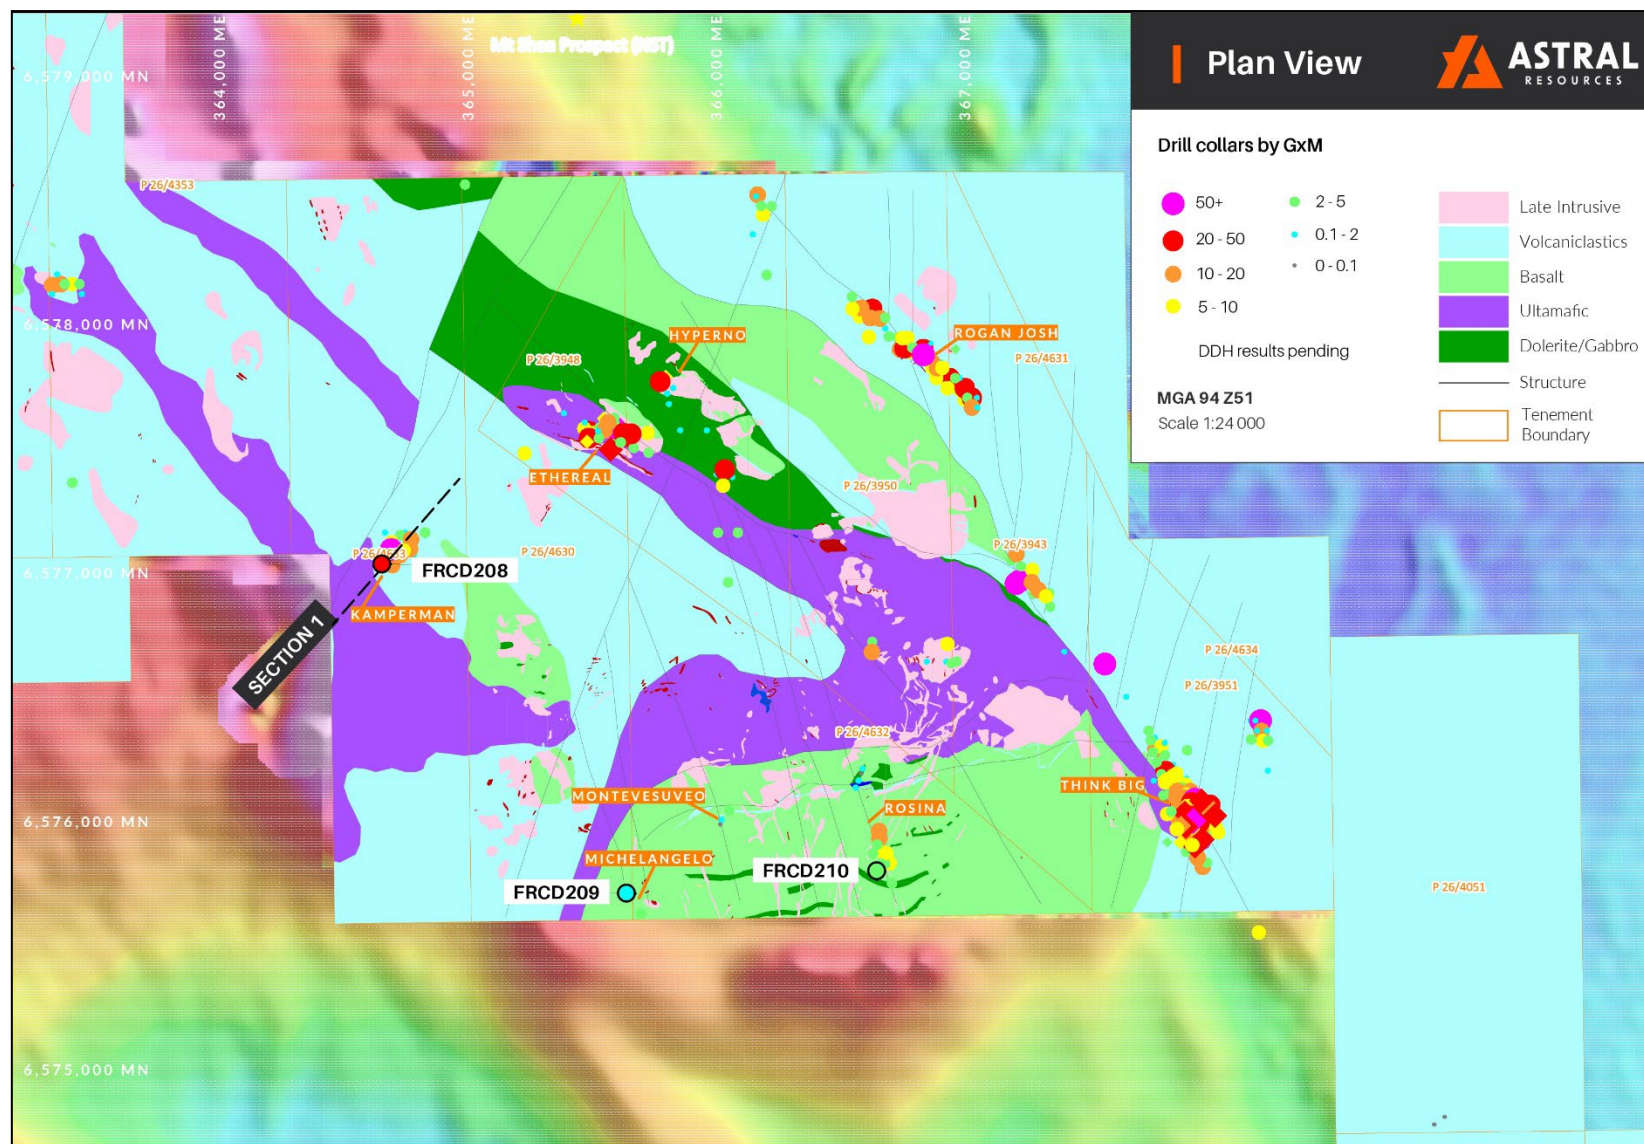 Plan View
ASTRAL
RESOURCES
Drill collars by GxM
50+
20 - 50
10 - 20
5 - 10
2 - 5
0.1 - 2
0 - 0.1
DDH results pending
MGA 94 Z51
Scale 1:24 000
Late Intrusive
Volcaniclastics
Basalt
Ultamafic
Dolerite/Gabbro
Structure
Tenement
Boundary
364,000 ME
365,000 ME
366,000 ME
367,000 ME
6,579,000 MN
6,578,000 MN
6,577,000 MN
6,576,000 MN
6,575,000 MN
Mt Shea Prospect (NST)
P 26/4353
HYPERNO
ROGAN JOSH
P 26/3948
P 26/4631
ETHEREAL
P 26/3950
P 26/4630
P 26/3943
FRCD208
KAMPERMAN
SECTION 1
P 26/4634
P 26/3951
P 26/4632
THINK BIG
MONTEVESUVEO
ROSINA
MICHELANGELO
FRCD210
FRCD209
P 26/4051